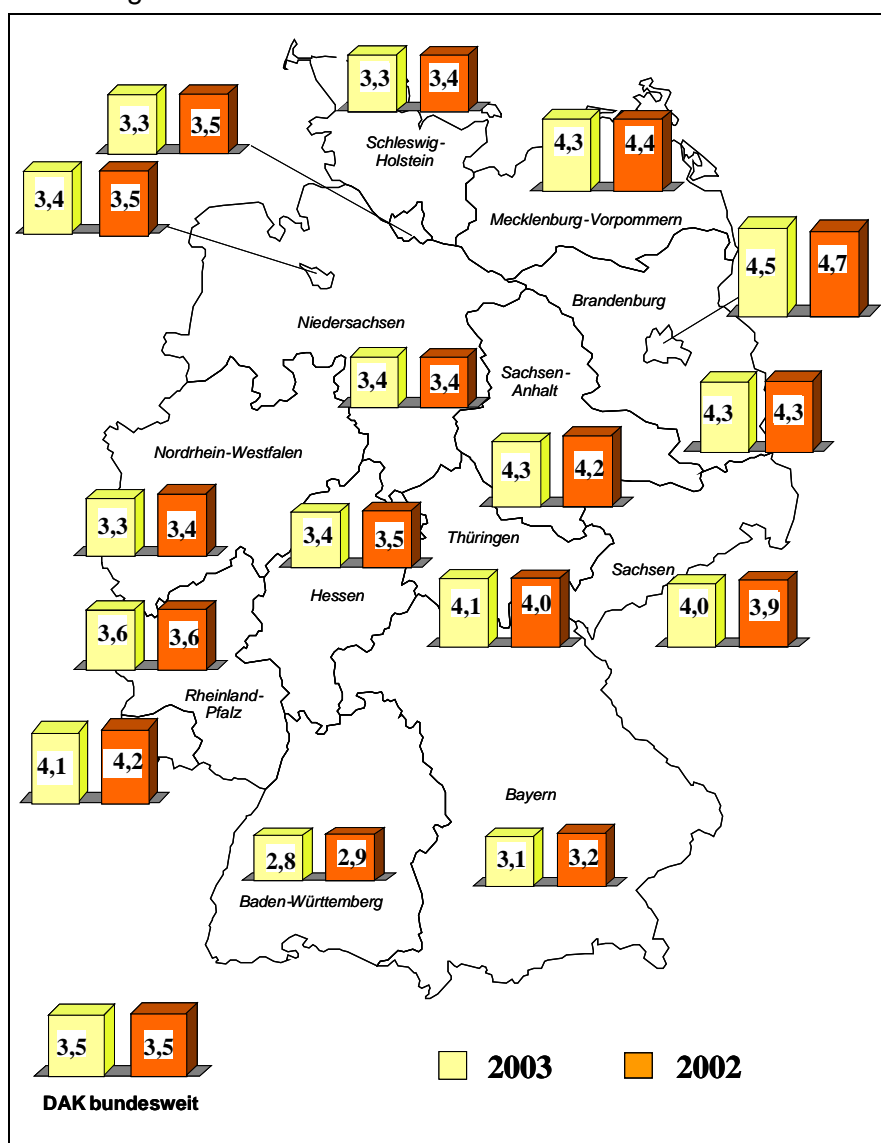 3,3 3,4
3,3 3,5
Schleswig-
Holstein
4,3 4,4
3,4 3,5
Mecklenburg-Vorpommern
4,5 4,7
Brandenburg
Niedersachsen
3,4 3,4
Sachsen-
Anhalt
4,3 4,3
Nordrhein-Westfalen
4,3 4,2
3,3 3,4
3,4 3,5
Thüringen
Sachsen
Hessen
4,1 4,0
4,0 3,9
3,6 3,6
Rheinland-
Pfalz
4,1 4,2
Bayern
2,8 2,9
3,1 3,2
Baden-Württemberg
3,5 3,5
2003 2002
DAK bundesweit